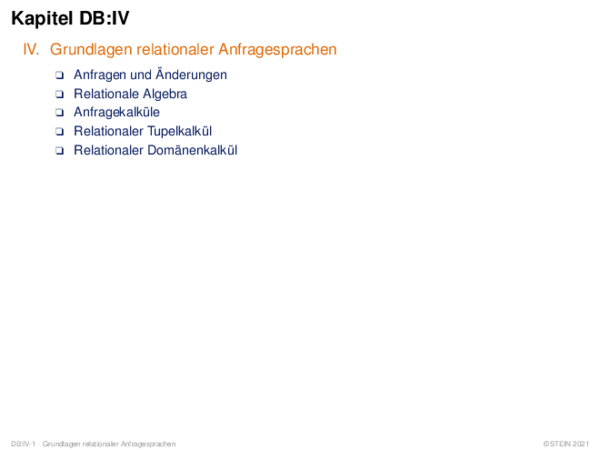 Kapitel DB:IV
IV. Grundlagen relationaler Anfragesprachen
❑ Anfragen und Änderungen
❑ Relationale Algebra
❑ Anfragekalküle
❑ Relationaler Tupelkalkül
❑ Relationaler Domänenkalkül
DB:IV-1 Grundlagen relationaler Anfragesprachen ©STEIN 2021